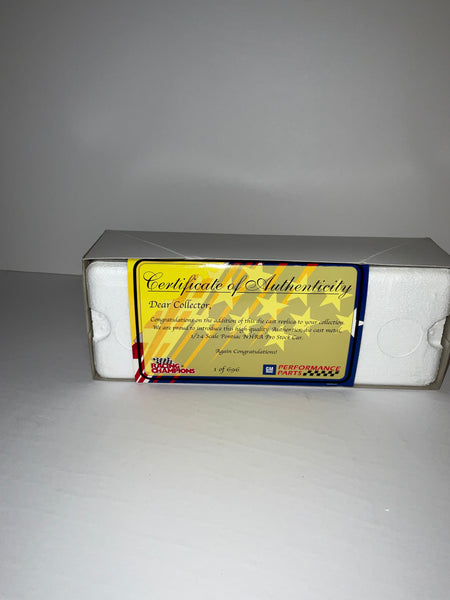 Certificate of Authenticity
Dear Collector,
Congratulations on the addition of this die cast replica to your collection.
We are proud to introduce this high quality, Authentic, die cast metal,
1/24 Scale Pontiac NHRA Pro Stock Car.
Again Congratulations!
1 of 696
RACING CHAMPIONS
GM
PERFORMANCE
PARTS